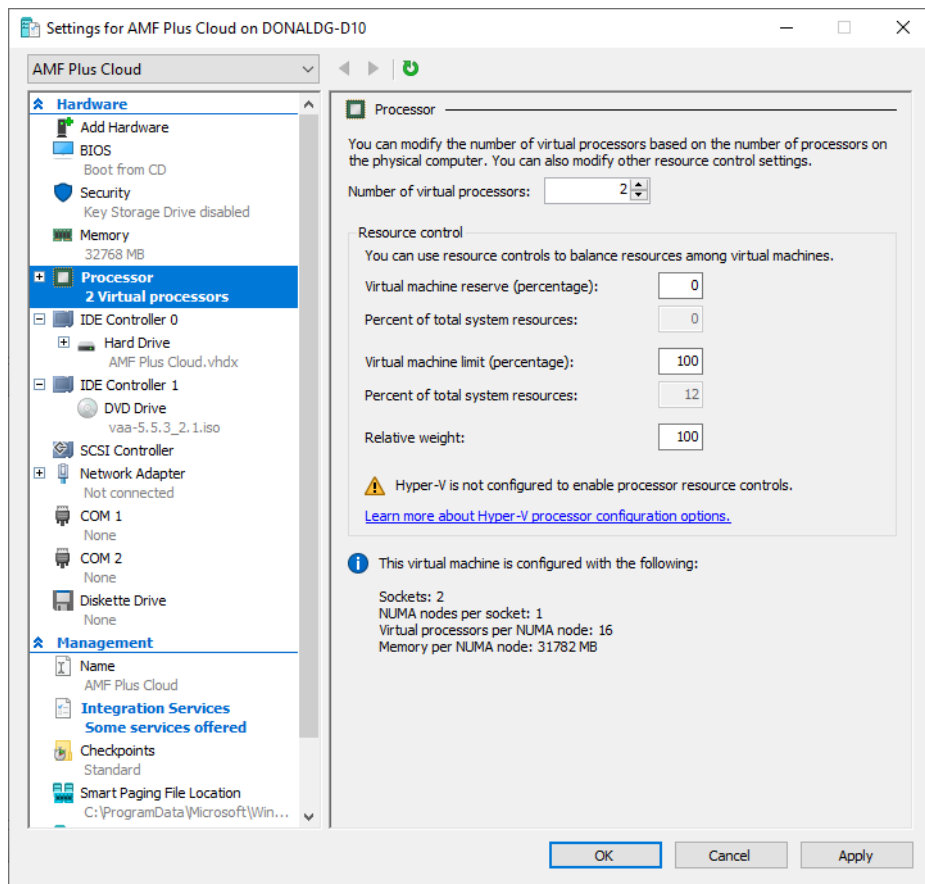 Settings for AMF Plus Cloud on DONALDG-D10
AMF Plus Cloud
Hardware
Add Hardware
BIOS
Boot from CD
Security
Key Storage Drive disabled
Memory
32768 MB
Processor
2 Virtual processors
IDE Controller 0
Hard Drive
AMF Plus Cloud.vhdx
IDE Controller 1
DVD Drive
vaa-5.5.3_2.1.iso
SCSI Controller
Network Adapter
Not connected
COM 1
None
COM 2
None
Diskette Drive
None
Management
Name
AMF Plus Cloud
Integration Services
Some services offered
Checkpoints
Standard
Smart Paging File Location
C:\ProgramData\Microsoft\Win...
Processor
You can modify the number of virtual processors based on the number of processors on
the physical computer. You can also modify other resource control settings.
Number of virtual processors: 2
Resource control
You can use resource controls to balance resources among virtual machines.
Virtual machine reserve (percentage): 0
Percent of total system resources: 0
Virtual machine limit (percentage): 100
Percent of total system resources: 12
Relative weight: 100
Hyper-V is not configured to enable processor resource controls.
Learn more about Hyper-V processor configuration options.
This virtual machine is configured with the following:
Sockets: 2
NUMA nodes per socket: 1
Virtual processors per NUMA node: 16
Memory per NUMA node: 31782 MB
OK Cancel Apply